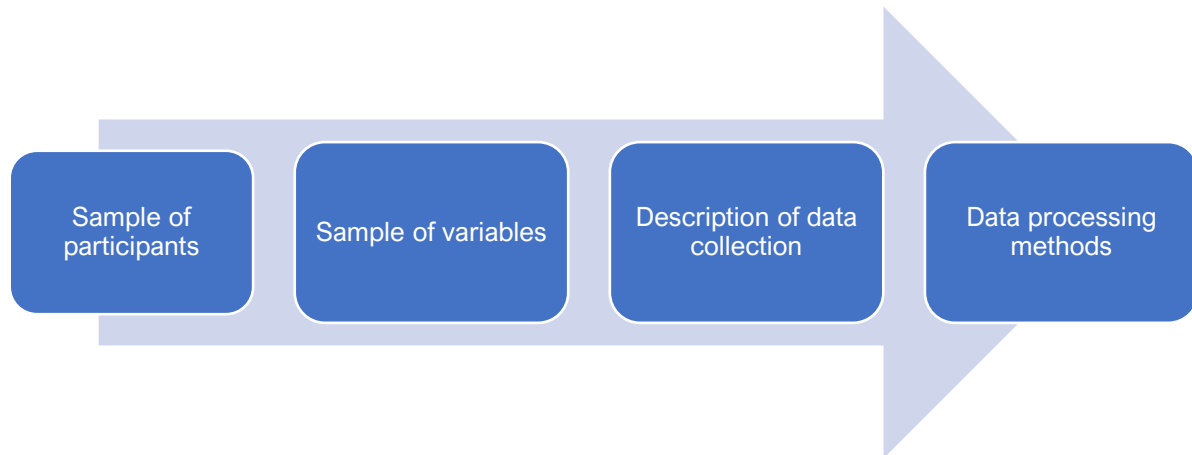 Sample of
participants
Sample of variables
Description of data
collection
Data processing
methods